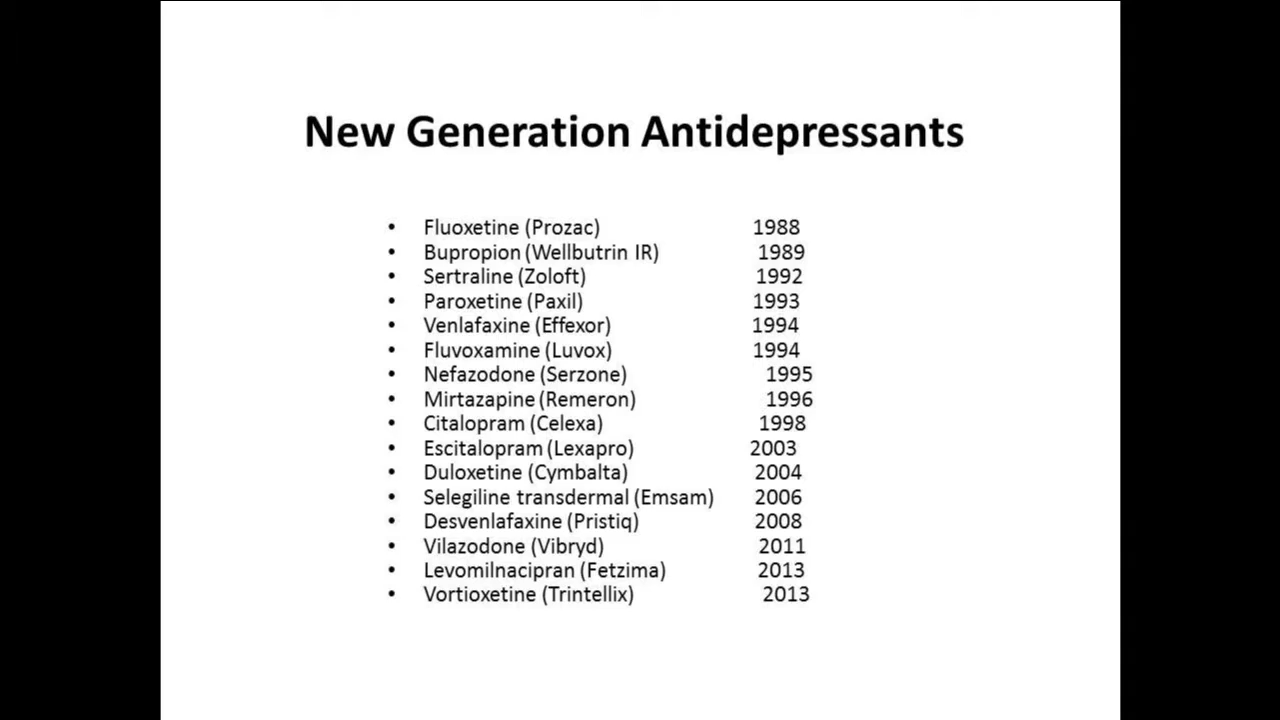 New Generation Antidepressants
• Fluoxetine (Prozac) 1988
• Bupropion (Wellbutrin IR) 1989
• Sertraline (Zoloft) 1992
• Paroxetine (Paxil) 1993
• Venlafaxine (Effexor) 1994
• Fluvoxamine (Luvox) 1994
• Nefazodone (Serzone) 1995
• Mirtazapine (Remeron) 1996
• Citalopram (Celexa) 1998
• Escitalopram (Lexapro) 2003
• Duloxetine (Cymbalta) 2004
• Selegiline transdermal (Emsam) 2006
• Desvenlafaxine (Pristiq) 2008
• Vilazodone (Vibryd) 2011
• Levomilnacipran (Fetzima) 2013
• Vortioxetine (Trintellix) 2013